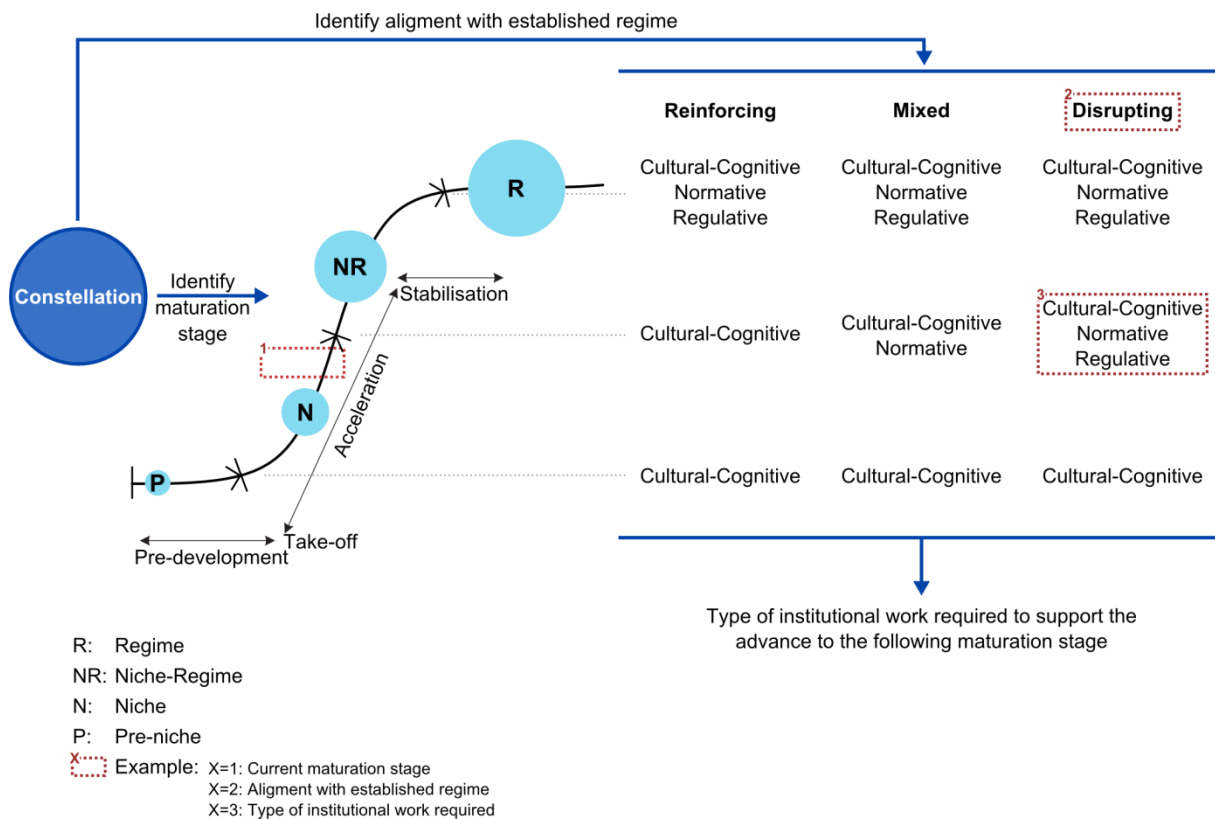 Identify aligment with established regime
Reinforcing
Mixed
2
Disrupting
Cultural-Cognitive
Normative
Regulative
Cultural-Cognitive
Normative
Regulative
Cultural-Cognitive
Normative
Regulative
R
NR
Stabilisation
Constellation
Identify
maturation
stage
1
N
Acceleration
Cultural-Cognitive
Cultural-Cognitive
Normative
3
Cultural-Cognitive
Normative
Regulative
P
Cultural-Cognitive
Cultural-Cognitive
Cultural-Cognitive
Pre-development
Take-off
Type of institutional work required to support the
advance to the following maturation stage
R: Regime
NR: Niche-Regime
N: Niche
P: Pre-niche
X
Example: X=1: Current maturation stage
X=2: Aligment with established regime
X=3: Type of institutional work required